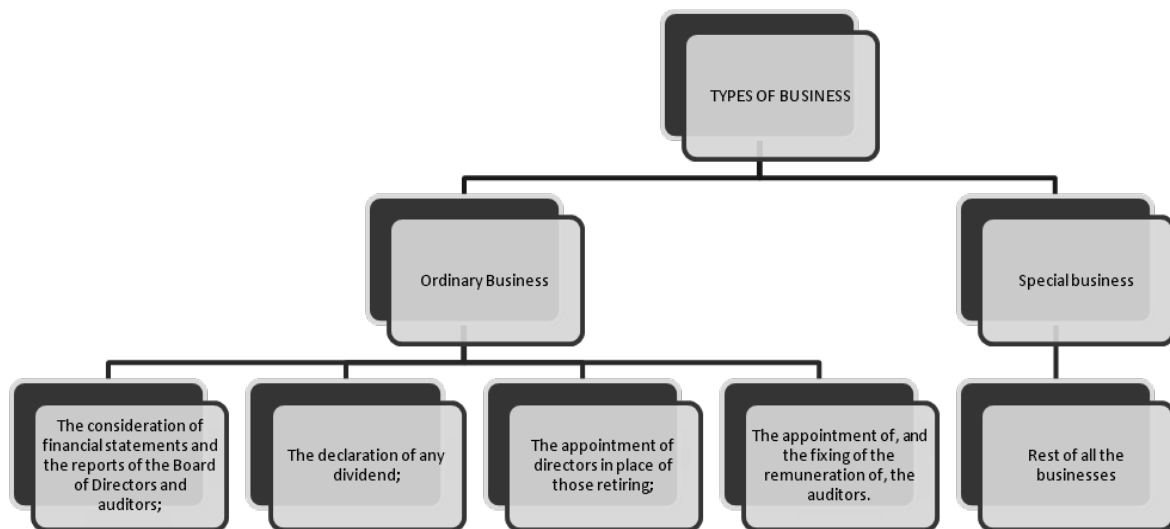 TYPES OF BUSINESS
Ordinary Business
Special business
The consideration of
financial statements and
the reports of the Board
of Directors and
auditors;
The declaration of any
dividend;
The appointment of
directors in place of
those retiring;
The appointment of, and
the fixing of the
remuneration of, the
auditors.
Rest of all the
businesses